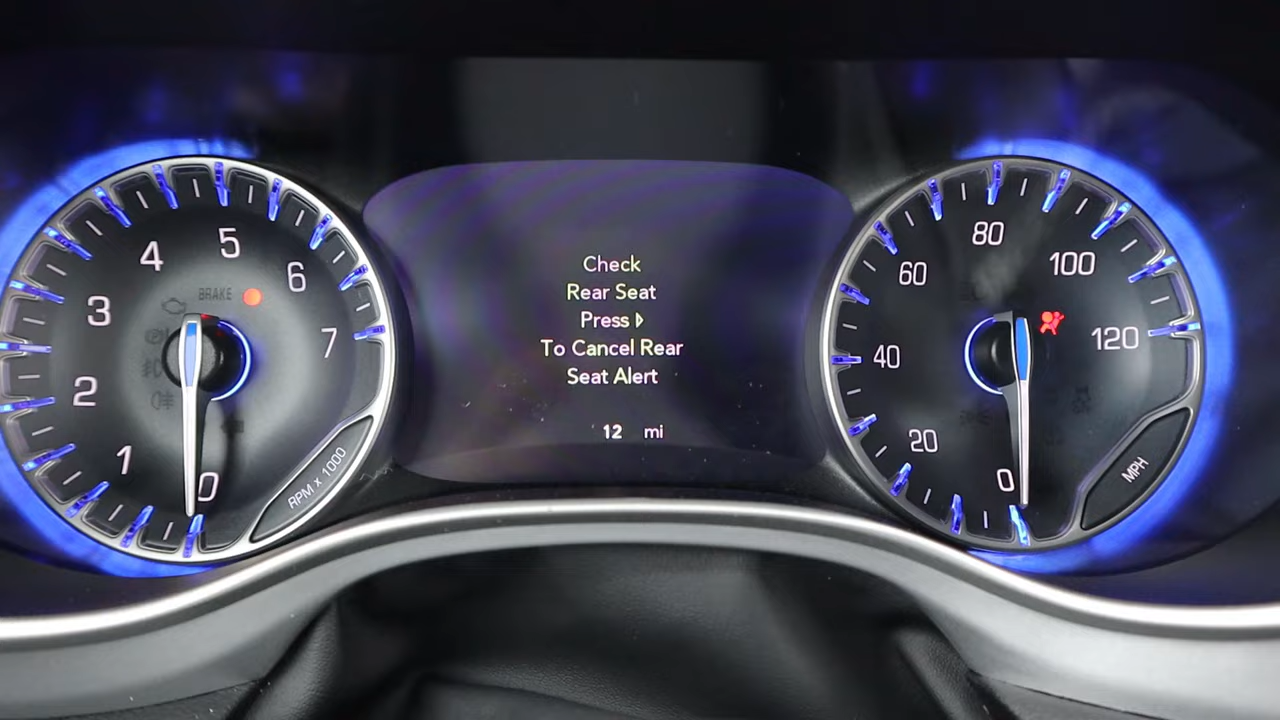 4 5 6
BRAKE
3
7
2
1
0
RPM x 1000
Check
Rear Seat
Press
To Cancel Rear
Seat Alert
12 mi
80
60
100
120
40
20
0
MPH